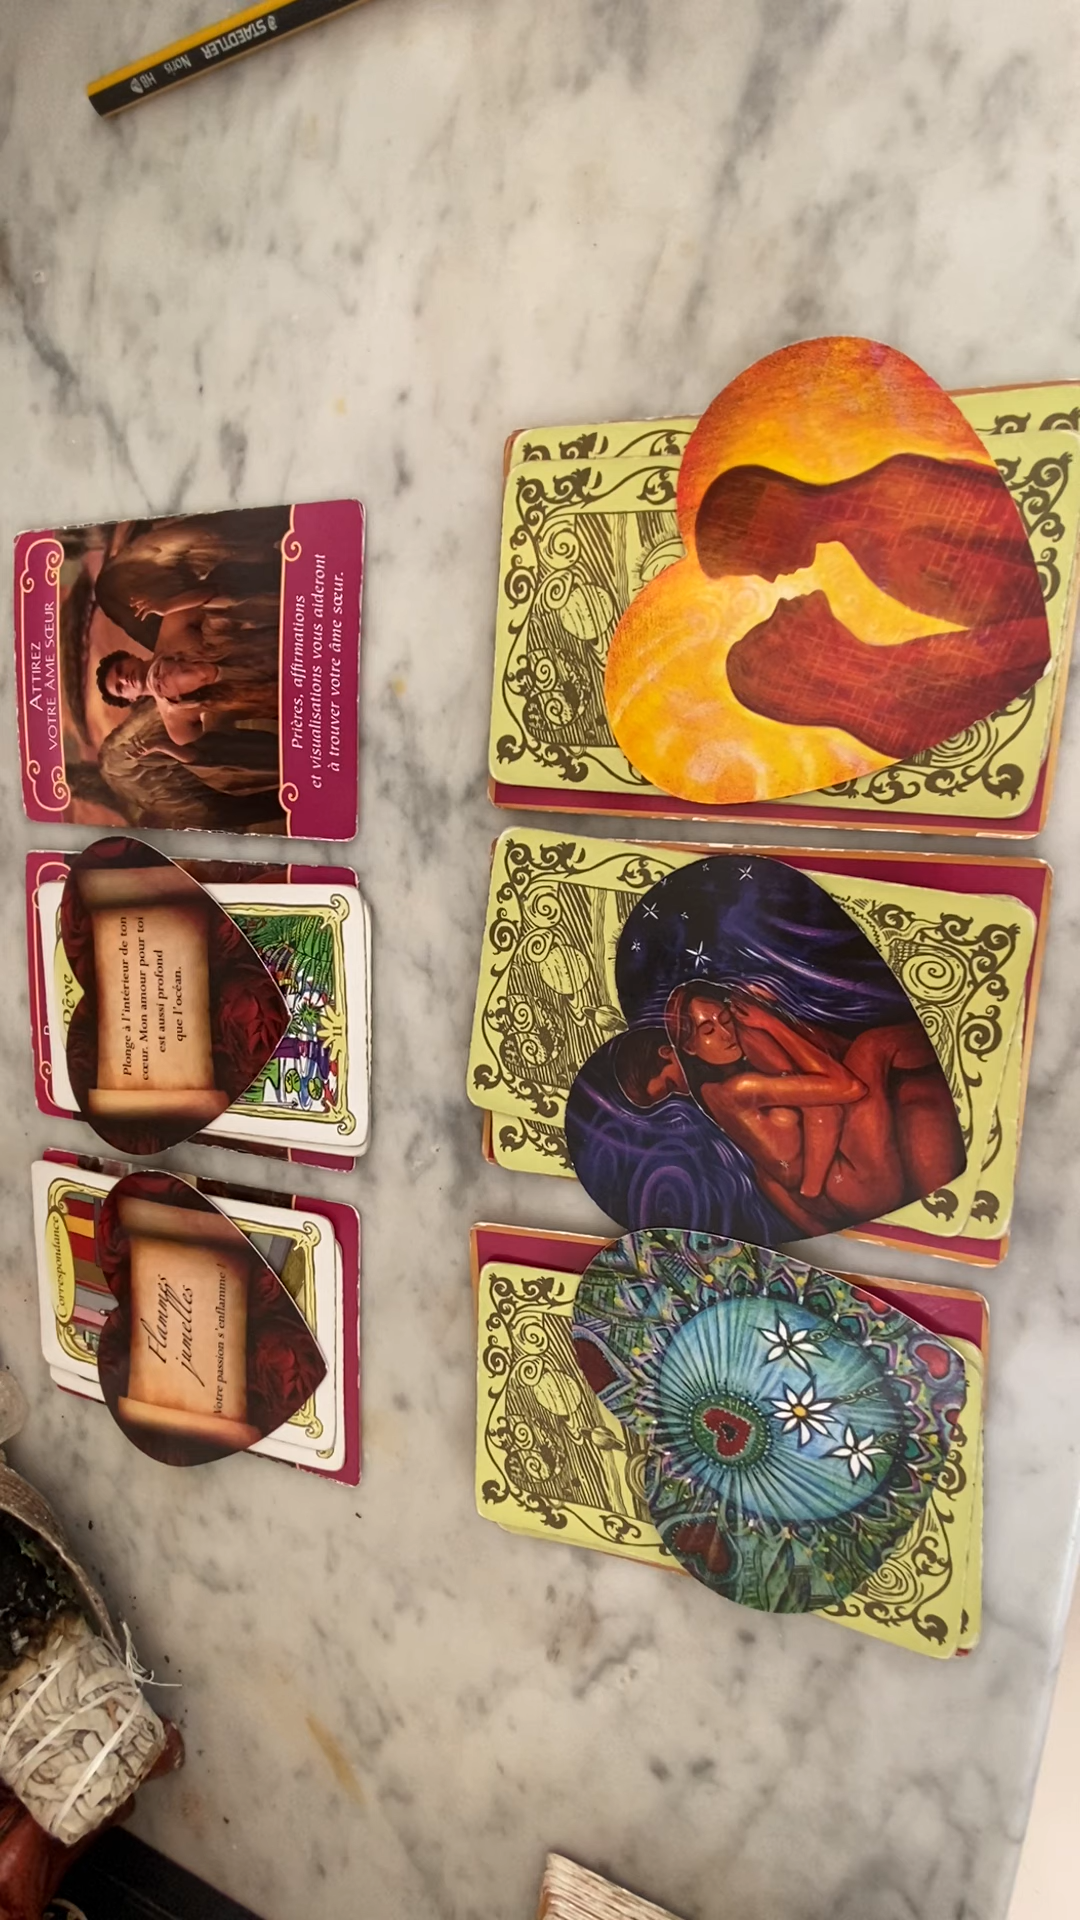 STAEDTLER Noris HB
ATTIREZ
VOTRE ÂME SŒUR
Prières, affirmations
et visualisations vous aideront
à trouver votre âme sœur.
Rêve
Plonge à l'intérieur de ton
cœur. Mon amour pour toi
est aussi profond
que l'océan.
11
Correspondance
Flammes
jumelles
Votre passion s'enflamme !